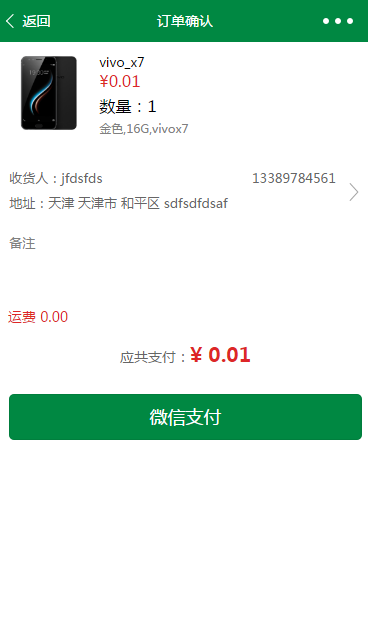 返回 订单确认
vivo_x7
¥0.01
数量：1
金色,16G,vivox7
收货人：jfdsfds 13389784561
地址：天津 天津市 和平区 sdfsdfdsaf
备注
运费 0.00
应共支付：¥ 0.01
微信支付